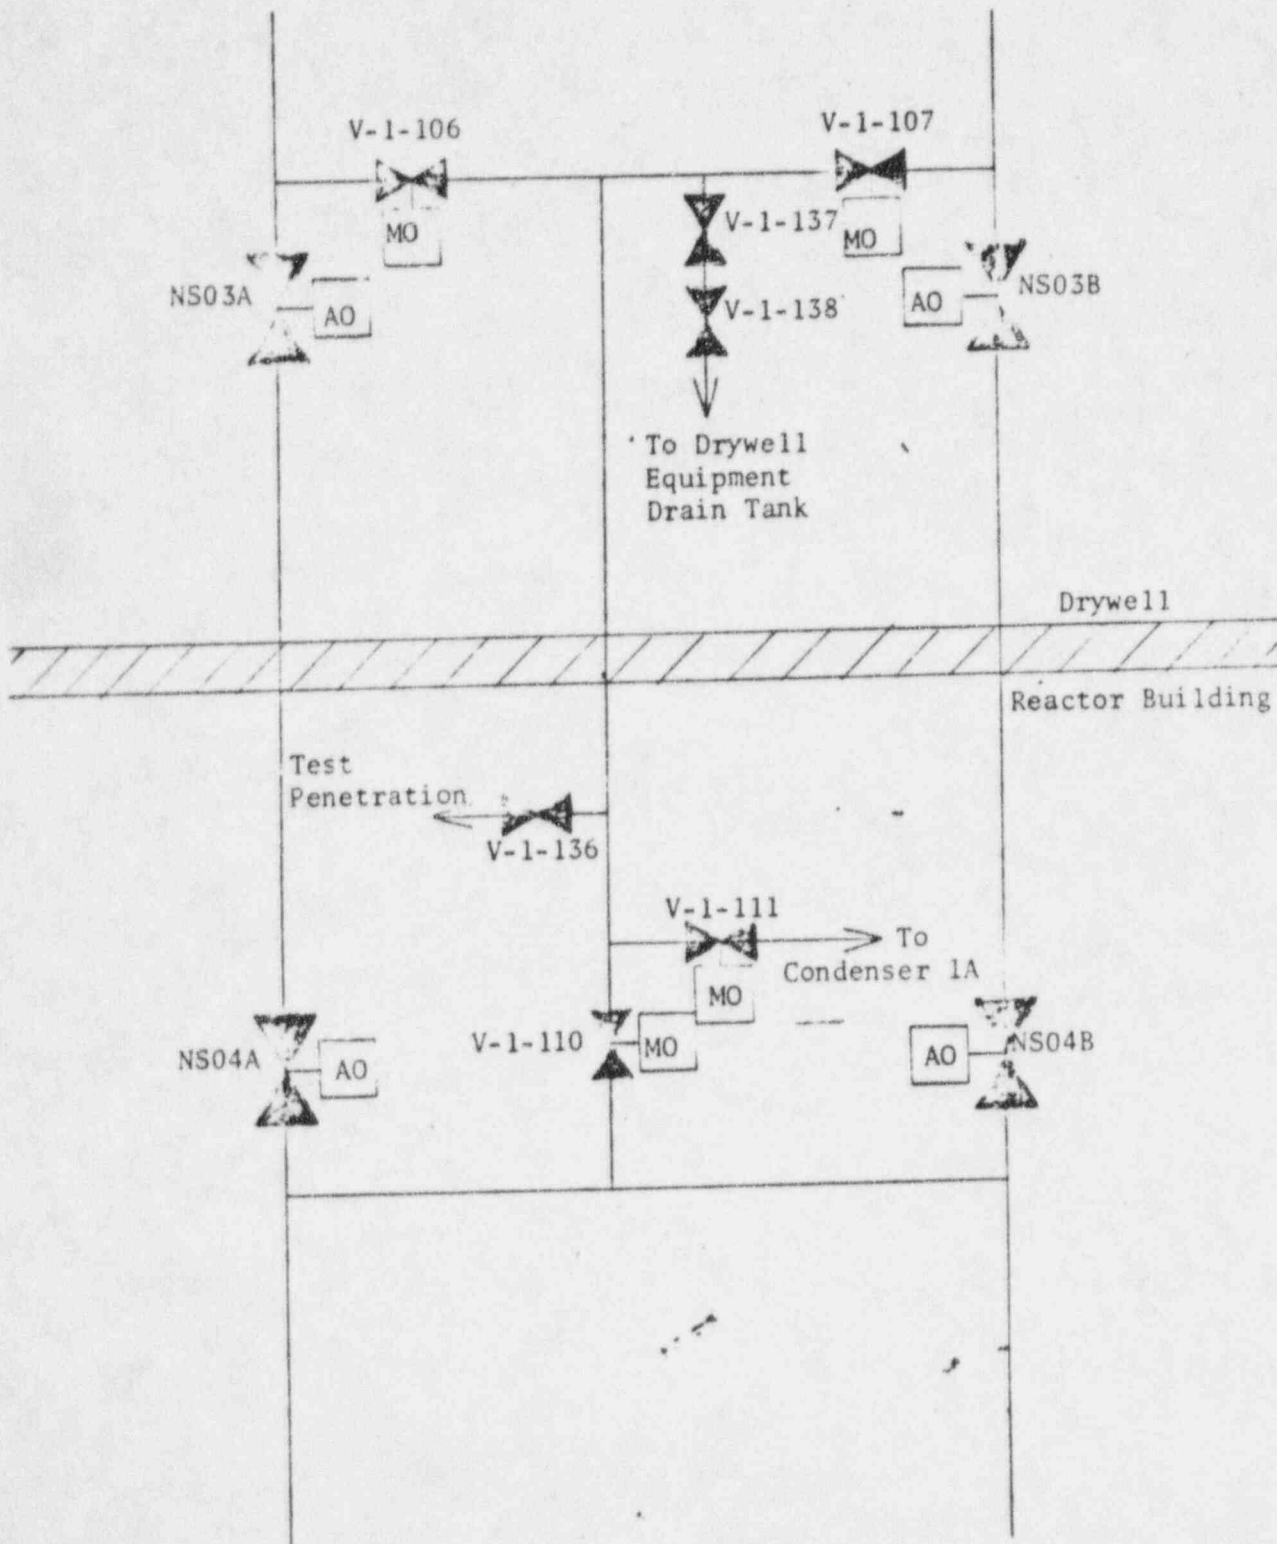 V-1-106
V-1-107
MO
V-1-137
MO
NS03A
AO
V-1-138
AO
NS03B
To Drywell
Equipment
Drain Tank
Drywell
Reactor Building
Test
Penetration
V-1-136
V-1-111
To
Condenser 1A
MO
NS04A
AO
V-1-110
MO
AO
NS04B